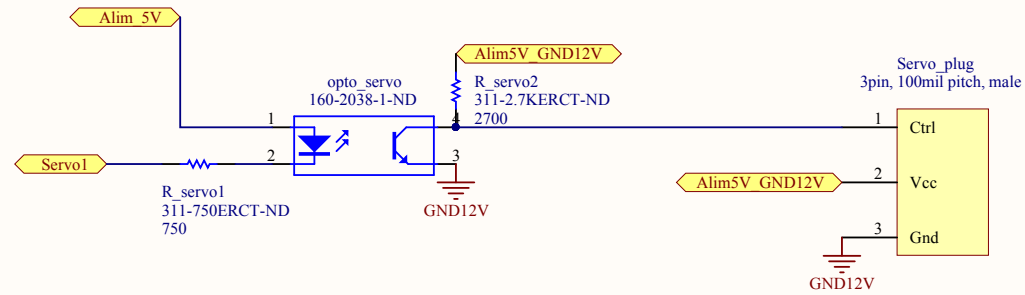 Alim_5V
Alim5V_GND12V
opto_servo
160-2038-1-ND
R_servo2
311-2.7KERCT-ND
2700
Servo_plug
3pin, 100mil pitch, male
1
4
1
Ctrl
Servo1
2
3
R_servo1
311-750ERCT-ND
750
GND12V
Alim5V_GND12V
2
Vcc
3
Gnd
GND12V